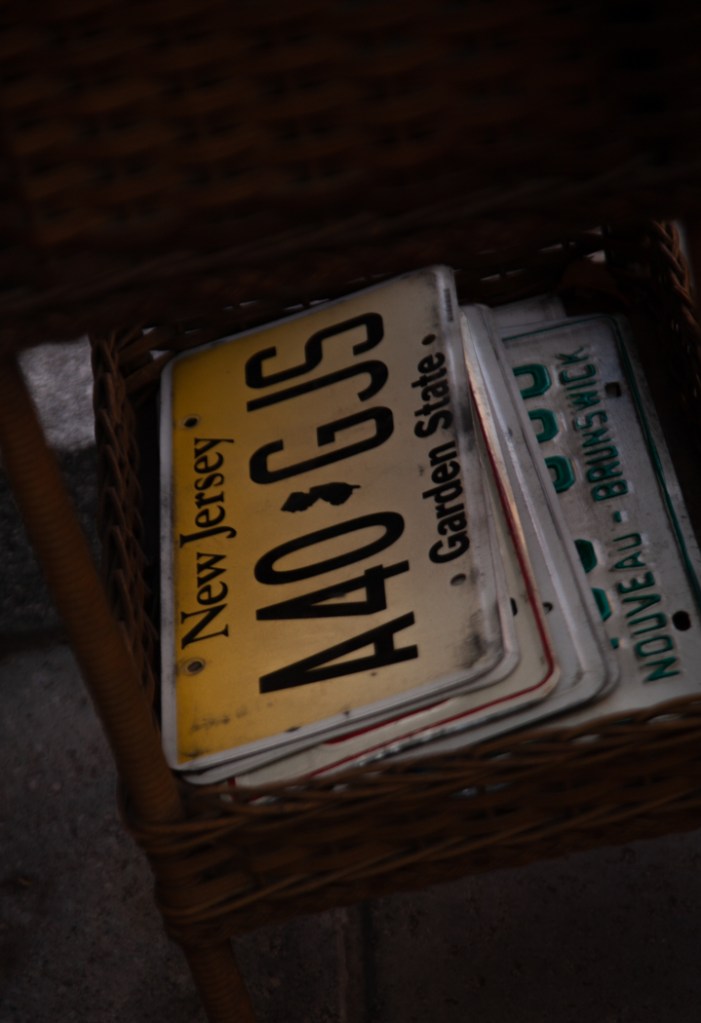 New Jersey
A40 GJS
• Garden State •
NOUVEAU - BRUNSWICK